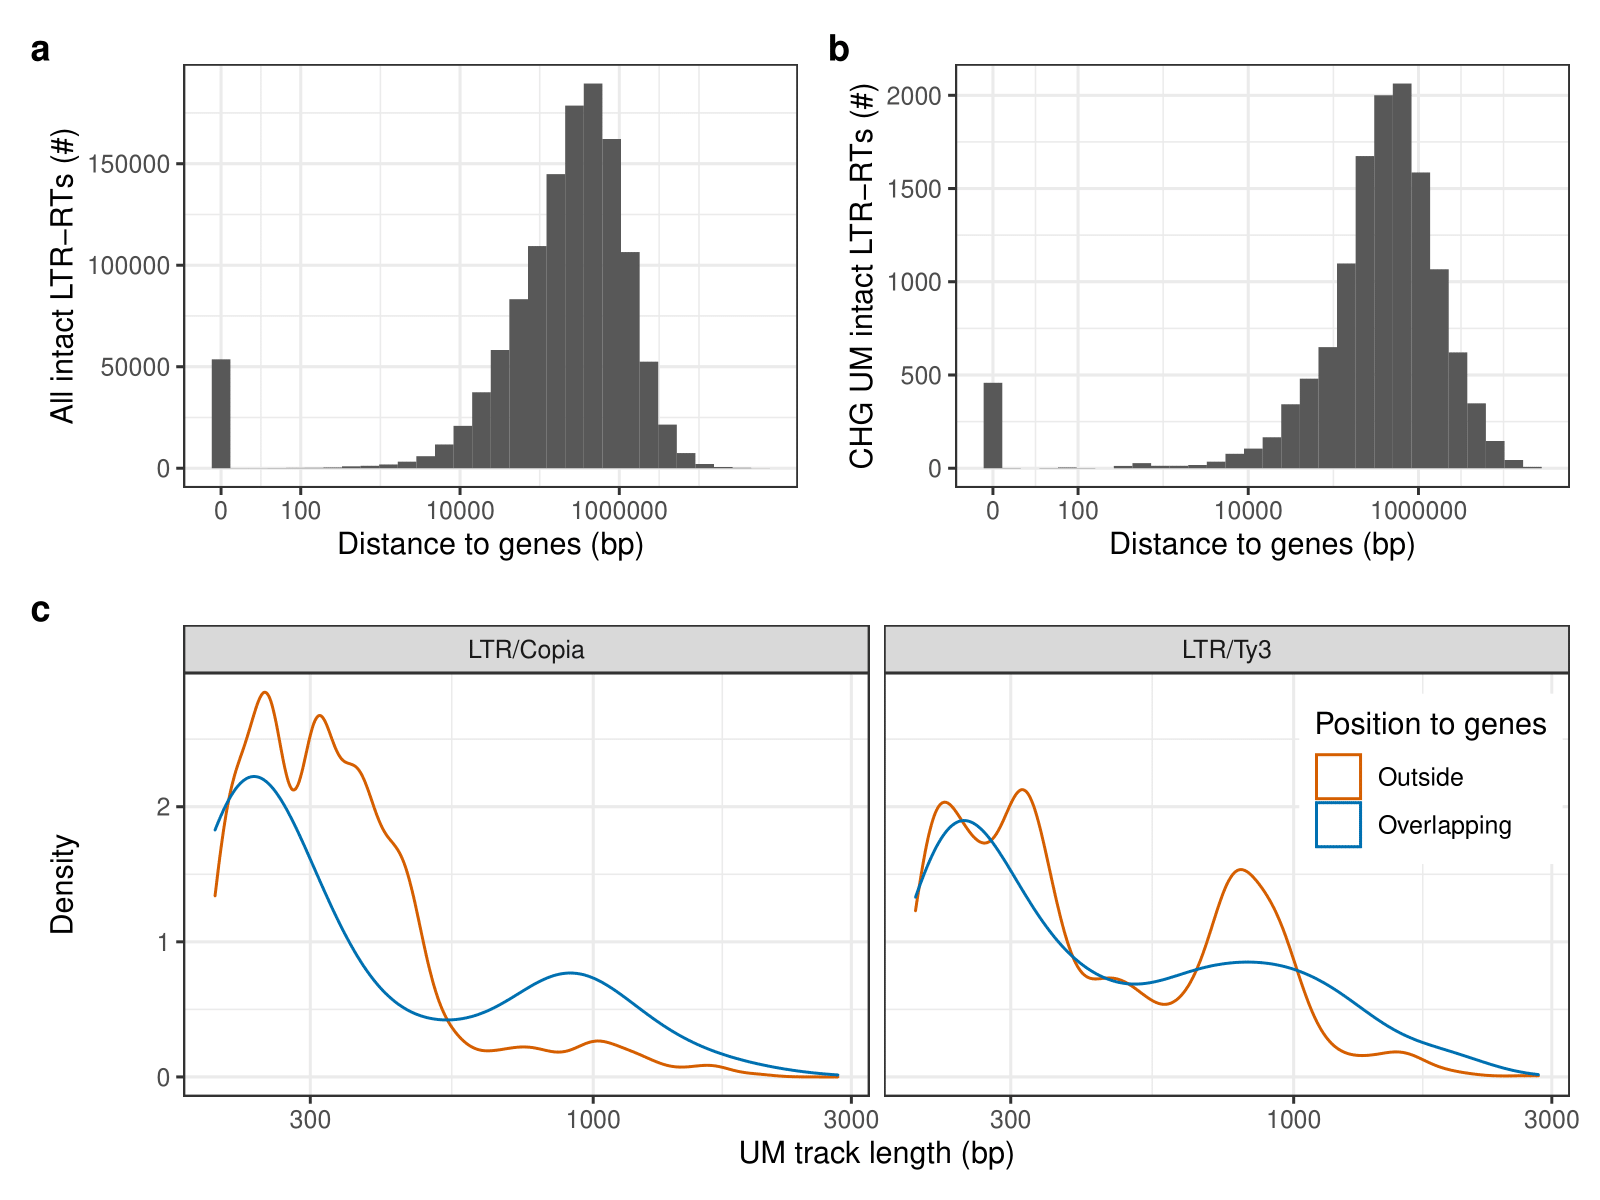 a
All intact LTR−RTs (#)
150000
100000
50000
0
0 100 10000 1000000
Distance to genes (bp)
b
CHG UM intact LTR−RTs (#)
2000
1500
1000
500
0
0 100 10000 1000000
Distance to genes (bp)
c
LTR/Copia
LTR/Ty3
Density
2
1
0
Position to genes
Outside
Overlapping
300 1000 3000
300 1000 3000
UM track length (bp)